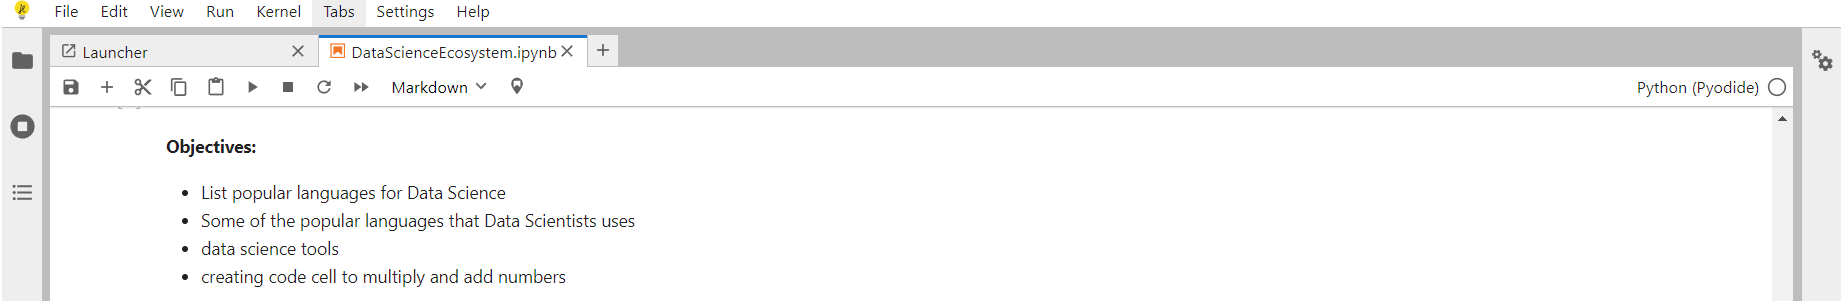 File Edit View Run Kernel Tabs Settings Help
Launcher DataScienceEcosystem.ipynb
Markdown Python (Pyodide)
Objectives:
• List popular languages for Data Science
• Some of the popular languages that Data Scientists uses
• data science tools
• creating code cell to multiply and add numbers